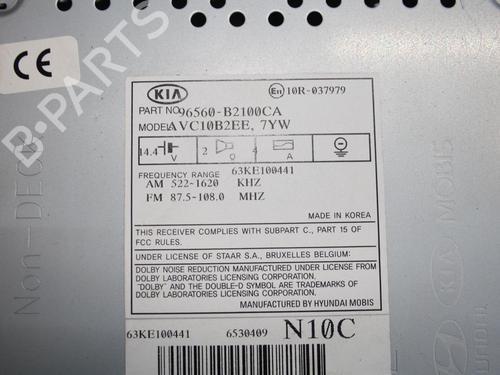 CE
KIA
E11 10R-037979
PART NO. 96560-B2100CA
MODEL AVC10B2EE, 7YW
14.4 V 2 Ω 4 A
FREQUENCY RANGE 63KE100441
AM 522-1620 KHZ
FM 87.5-108.0 MHZ
MADE IN KOREA
THIS RECEIVER COMPLIES WITH SUBPART C., PART 15 OF
FCC RULES.
UNDER LICENSE OF STAAR S.A., BRUXELLES BELGIUM:
DOLBY NOISE REDUCTION MANUFACTURED UNDER LICENSE FROM
DOLBY LABORATORIES LICENSING CORPORATION.
"DOLBY" AND THE DOUBLE-D SYMBOL ARE TRADEMARKS OF
DOLBY LABORATORIES LICENSING CORPORATION.
MANUFACTURED BY HYUNDAI MOBIS
63KE100441 6530409 N10C
Non-DECK
MOBIS
KIA
B-PARTS